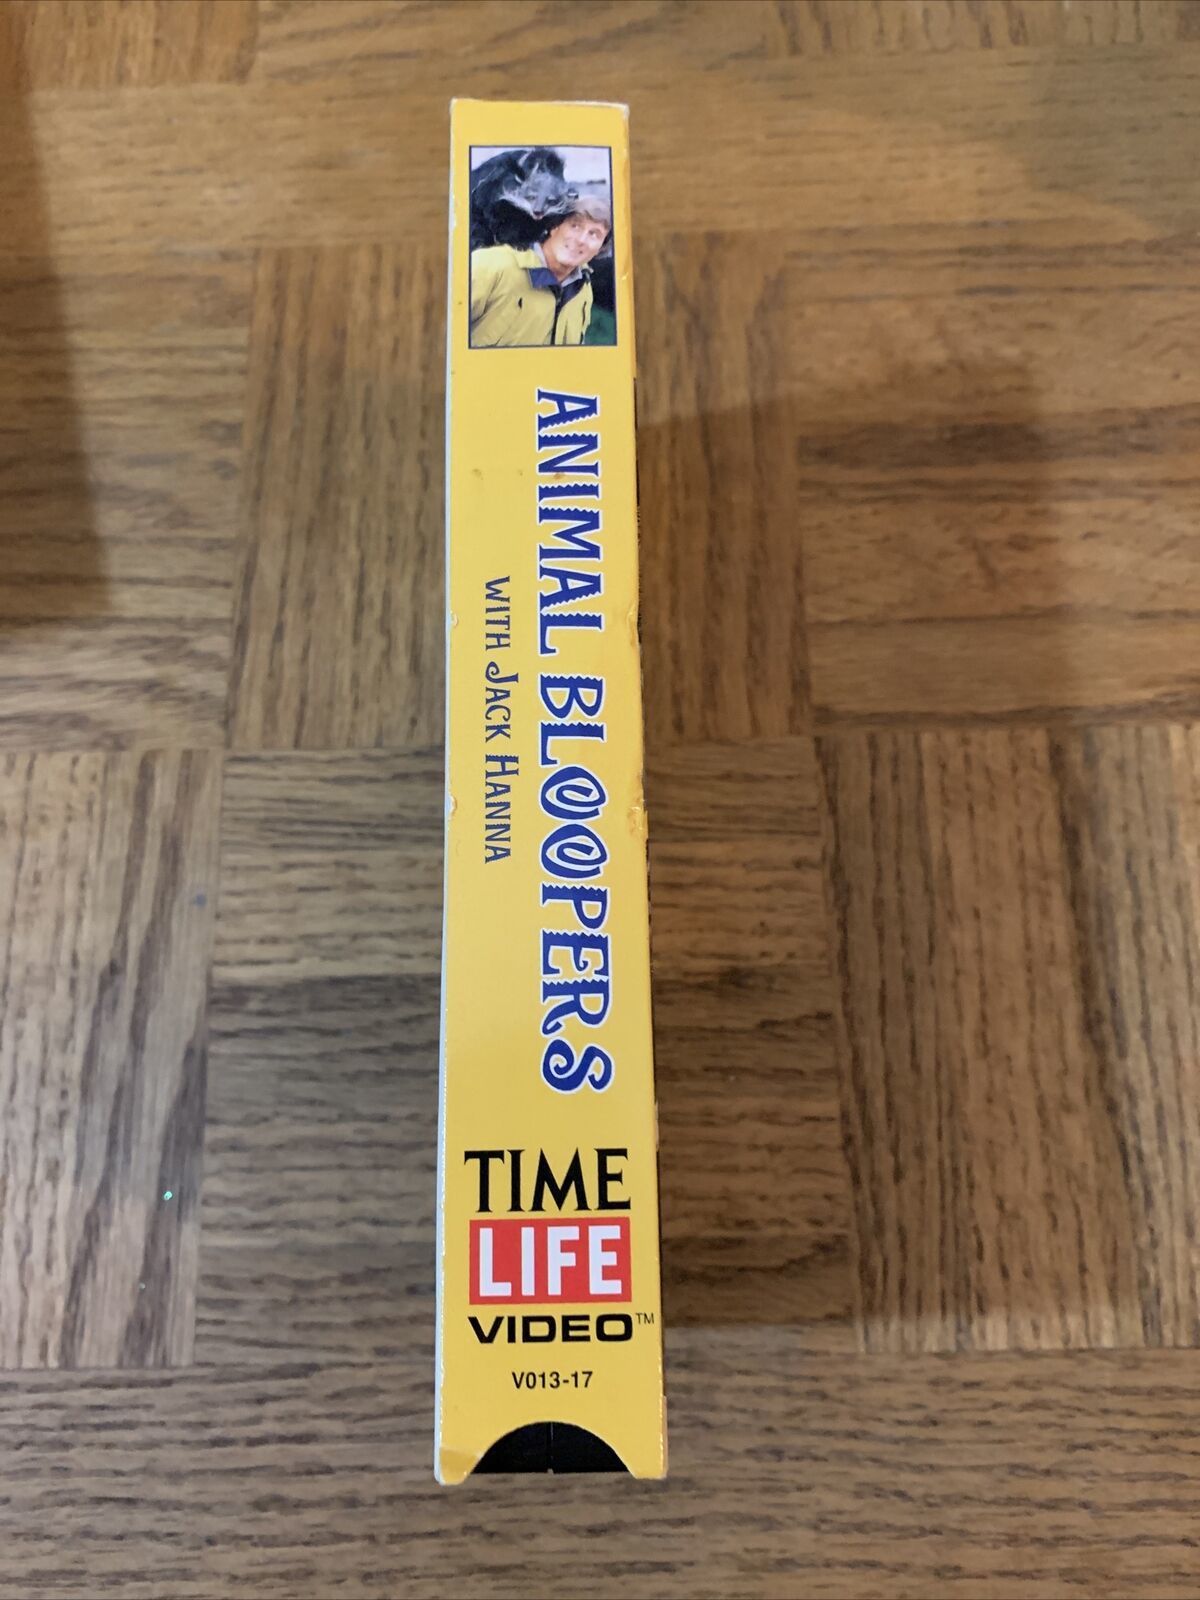 ANIMAL BLOOPERS
WITH JACK HANNA
TIME
LIFE
VIDEO™
V013-17